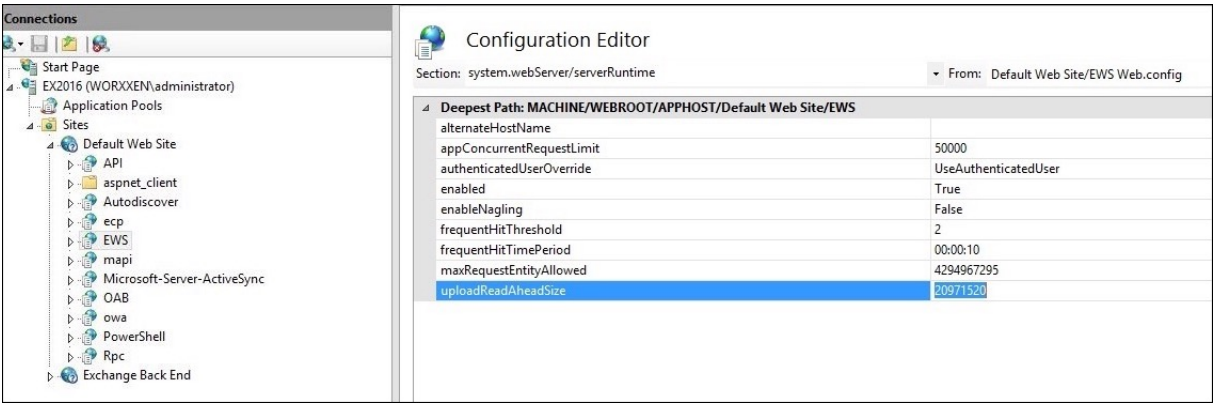 Connections
Start Page
EX2016 (WORXXEN\administrator)
Application Pools
Sites
Default Web Site
API
aspnet_client
Autodiscover
ecp
EWS
mapi
Microsoft-Server-ActiveSync
OAB
owa
PowerShell
Rpc
Exchange Back End
Configuration Editor
Section: system.webServer/serverRuntime From: Default Web Site/EWS Web.config
Deepest Path: MACHINE/WEBROOT/APPHOST/Default Web Site/EWS
alternateHostName
appConcurrentRequestLimit 50000
authenticatedUserOverride UseAuthenticatedUser
enabled True
enableNagling False
frequentHitThreshold 2
frequentHitTimePeriod 00:00:10
maxRequestEntityAllowed 4294967295
uploadReadAheadSize 20971520